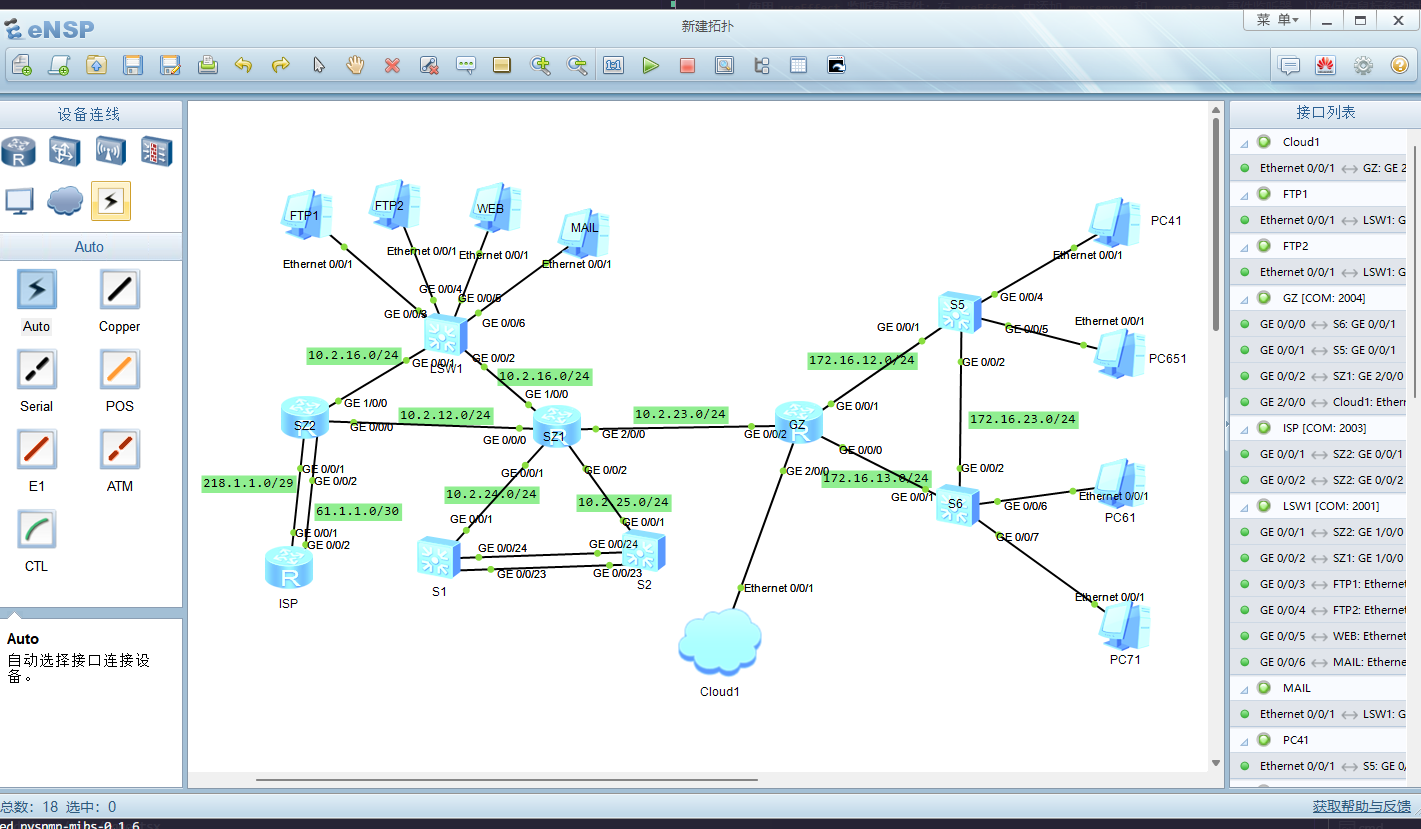 eNSP
新建拓扑
菜 单
设备连线
Auto
Auto
Copper
Serial
POS
E1
ATM
CTL
Auto
自动选择接口连接设
备。
FTP1
FTP2
WEB
MAIL
Ethernet 0/0/1
Ethernet 0/0/1
Ethernet 0/0/1
Ethernet 0/0/1
GE 0/0/3
GE 0/0/4
GE 0/0/5
GE 0/0/6
GE 0/0/1
GE 0/0/2
LSW1
10.2.16.0/24
10.2.16.0/24
GE 1/0/0
GE 1/0/0
SZ2
GE 0/0/0
10.2.12.0/24
GE 0/0/0
SZ1
GE 2/0/0
10.2.23.0/24
GE 0/0/2
GZ
GE 0/0/1
GE 0/0/0
GE 2/0/0
GE 0/0/1
GE 0/0/2
218.1.1.0/29
61.1.1.0/30
GE 0/0/1
GE 0/0/2
R
ISP
GE 0/0/1
GE 0/0/2
10.2.24.0/24
10.2.25.0/24
GE 0/0/1
GE 0/0/1
GE 0/0/24
GE 0/0/24
GE 0/0/23
GE 0/0/23
S1
S2
172.16.12.0/24
GE 0/0/1
S5
GE 0/0/4
GE 0/0/5
GE 0/0/2
172.16.23.0/24
GE 0/0/2
172.16.13.0/24
GE 0/0/1
S6
GE 0/0/6
GE 0/0/7
Ethernet 0/0/1
PC41
Ethernet 0/0/1
PC651
Ethernet 0/0/1
PC61
Ethernet 0/0/1
PC71
Ethernet 0/0/1
Cloud1
接口列表
Cloud1
Ethernet 0/0/1 GZ: GE 2
FTP1
Ethernet 0/0/1 LSW1: G
FTP2
Ethernet 0/0/1 LSW1: G
GZ [COM: 2004]
GE 0/0/0 S6: GE 0/0/1
GE 0/0/1 S5: GE 0/0/1
GE 0/0/2 SZ1: GE 2/0/0
GE 2/0/0 Cloud1: Ether
ISP [COM: 2003]
GE 0/0/1 SZ2: GE 0/0/1
GE 0/0/2 SZ2: GE 0/0/2
LSW1 [COM: 2001]
GE 0/0/1 SZ2: GE 1/0/0
GE 0/0/2 SZ1: GE 1/0/0
GE 0/0/3 FTP1: Ethernet
GE 0/0/4 FTP2: Ethernet
GE 0/0/5 WEB: Ethernet
GE 0/0/6 MAIL: Etherne
MAIL
Ethernet 0/0/1 LSW1: G
PC41
Ethernet 0/0/1 S5: GE 0/
总数: 18 选中: 0
获取帮助与反馈